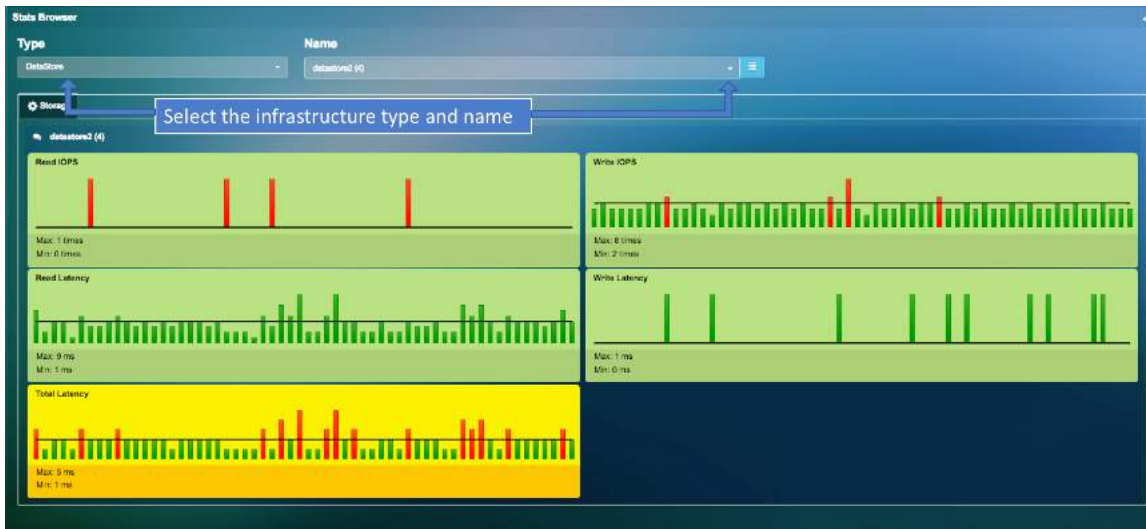 Stats Browser
Type
Name
DataStore
datastore2 (4)
Storag
Select the infrastructure type and name
datastore2 (4)
Read IOPS
Write IOPS
Max: 1 times
Min: 0 times
Max: 8 times
Min: 2 times
Read Latency
Write Latency
Max: 9 ms
Min: 1 ms
Max: 1 ms
Min: 0 ms
Total Latency
Max: 5 ms
Min: 1 ms